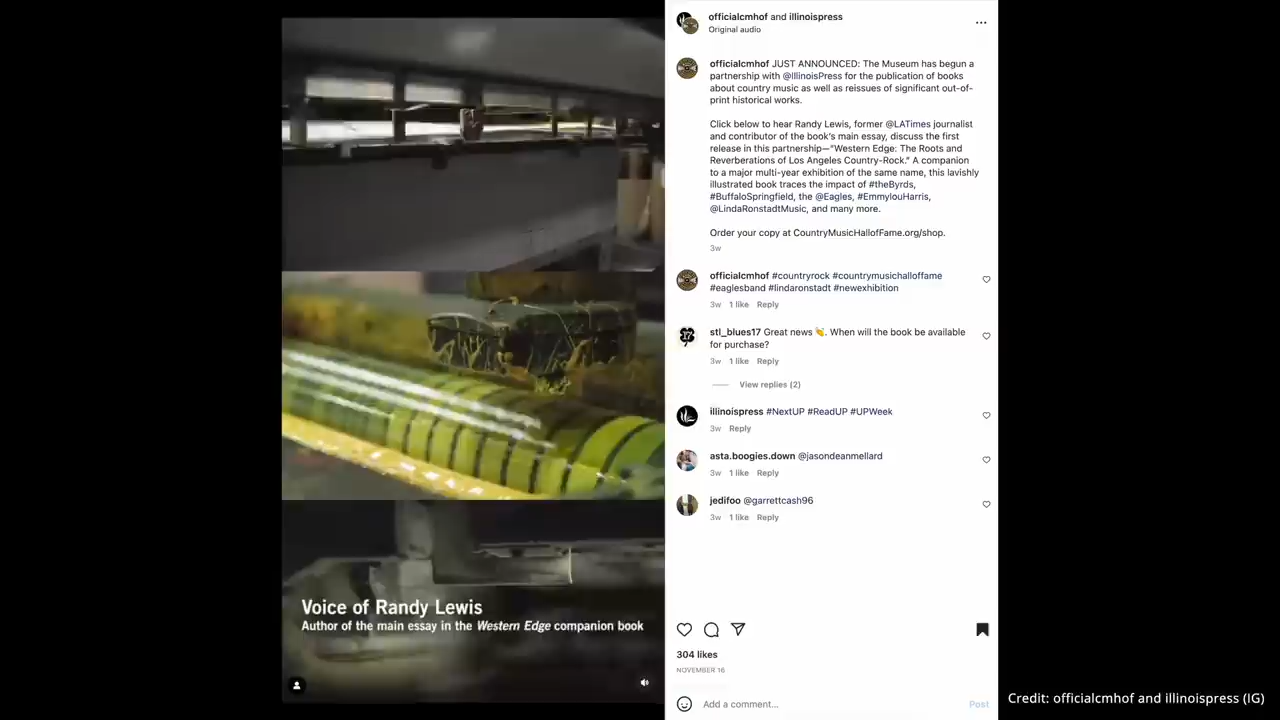 officialcmhof and illinoispress
Original audio
officialcmhof JUST ANNOUNCED: The Museum has begun a
partnership with @IllinoisPress for the publication of books
about country music as well as reissues of significant out-of-
print historical works.
Click below to hear Randy Lewis, former @LATimes journalist
and contributor of the book's main essay, discuss the first
release in this partnership—"Western Edge: The Roots and
Reverberations of Los Angeles Country-Rock." A companion
to a major multi-year exhibition of the same name, this lavishly
illustrated book traces the impact of #theByrds,
#BuffaloSpringfield, the @Eagles, #EmmylouHarris,
@LindaRonstadtMusic, and many more.
Order your copy at CountryMusicHallofFame.org/shop.
3w
officialcmhof #countryrock #countrymusichalloffame
#eaglesband #lindaronstadt #newexhibition
3w 1 like Reply
stl_blues17 Great news 👏. When will the book be available
for purchase?
3w 1 like Reply
View replies (2)
illinoispress #NextUP #ReadUP #UPWeek
3w Reply
asta.boogies.down @jasondeanmellard
3w 1 like Reply
jedifoo @garrettcash96
3w 1 like Reply
304 likes
NOVEMBER 16
Add a comment... Post
Voice of Randy Lewis
Author of the main essay in the Western Edge companion book
Credit: officialcmhof and illinoispress (IG)